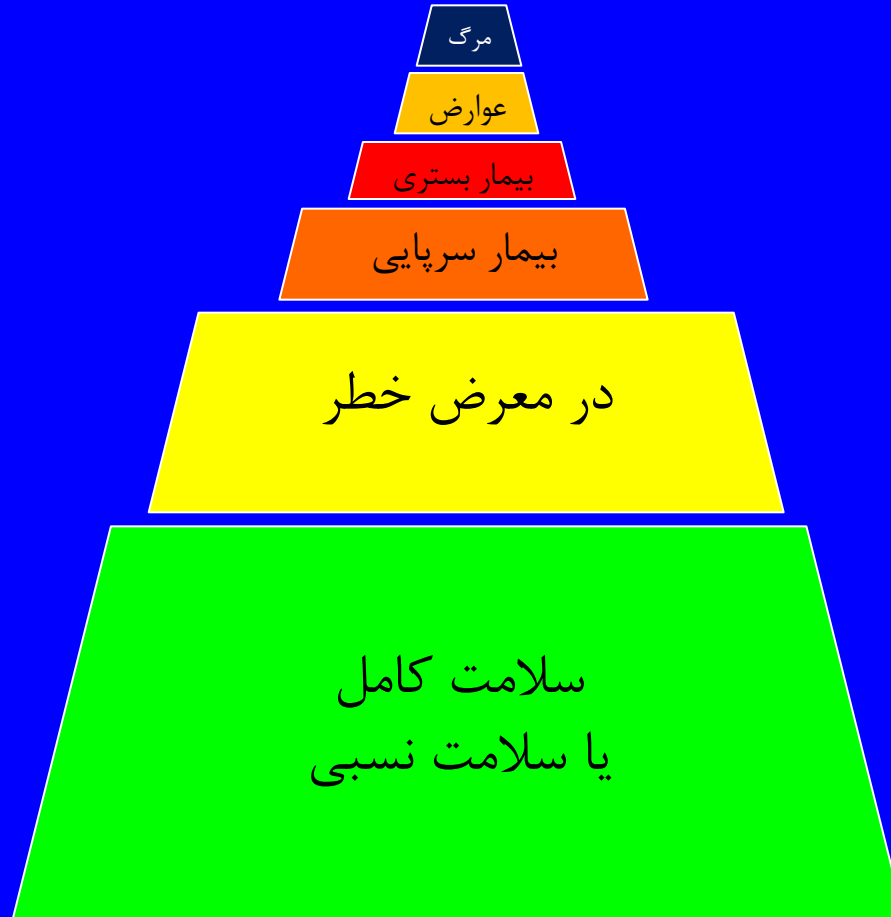 مرگ
عوارض
بیمار بستری
بیمار سرپایی
در معرض خطر
سلامت کامل
یا سلامت نسبی